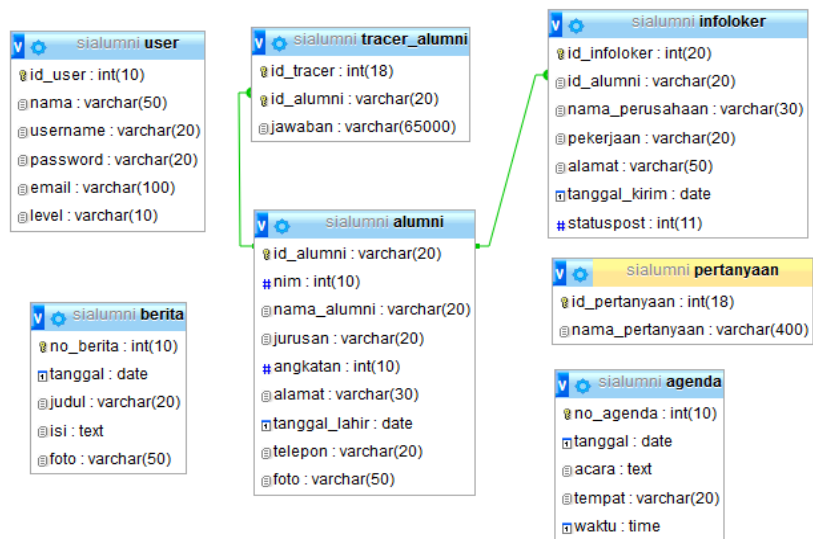 sialumni user
id_user : int(10)
nama : varchar(50)
username : varchar(20)
password : varchar(20)
email : varchar(100)
level : varchar(10)
sialumni tracer_alumni
id_tracer : int(18)
id_alumni : varchar(20)
jawaban : varchar(65000)
sialumni infoloker
id_infoloker : int(20)
id_alumni : varchar(20)
nama_perusahaan : varchar(30)
pekerjaan : varchar(20)
alamat : varchar(50)
tanggal_kirim : date
statuspost : int(11)
sialumni alumni
id_alumni : varchar(20)
nim : int(10)
nama_alumni : varchar(20)
jurusan : varchar(20)
angkatan : int(10)
alamat : varchar(30)
tanggal_lahir : date
telepon : varchar(20)
foto : varchar(50)
sialumni pertanyaan
id_pertanyaan : int(18)
nama_pertanyaan : varchar(400)
sialumni berita
no_berita : int(10)
tanggal : date
judul : varchar(20)
isi : text
foto : varchar(50)
sialumni agenda
no_agenda : int(10)
tanggal : date
acara : text
tempat : varchar(20)
waktu : time